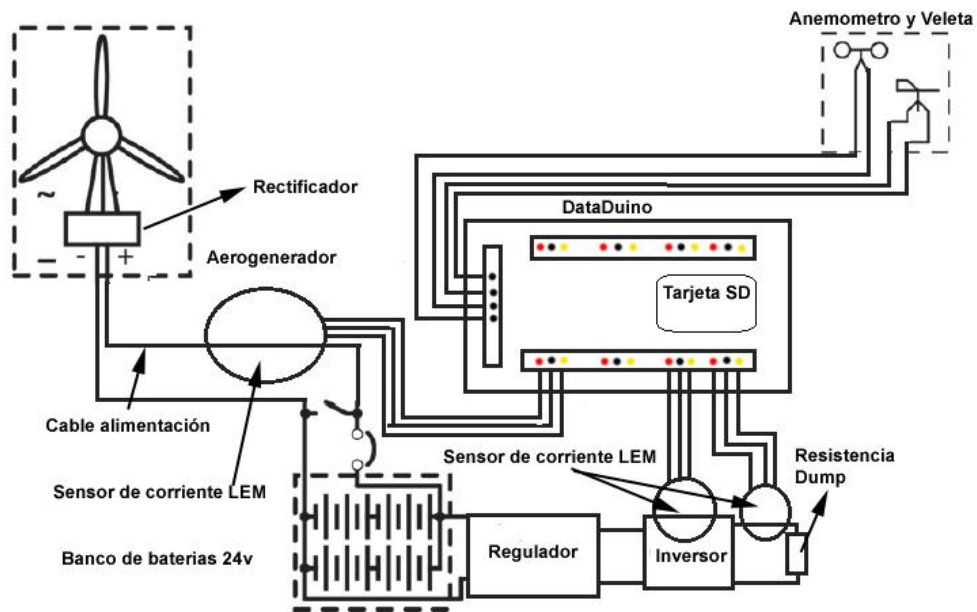 Anemometro y Veleta
~
Rectificador
DataDuino
- - +
Aerogenerador
Tarjeta SD
Cable alimentación
Sensor de corriente LEM
Resistencia
Dump
Sensor de corriente LEM
Banco de baterias 24v
Regulador
Inversor